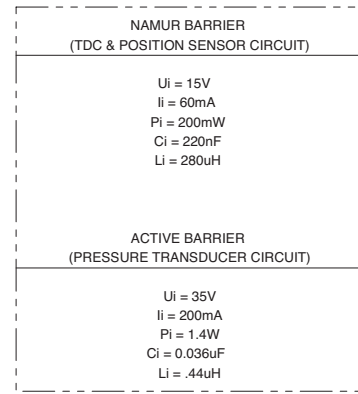 NAMUR BARRIER
(TDC & POSITION SENSOR CIRCUIT)
Ui = 15V
Ii = 60mA
Pi = 200mW
Ci = 220nF
Li = 280uH
ACTIVE BARRIER
(PRESSURE TRANSDUCER CIRCUIT)
Ui = 35V
Ii = 200mA
Pi = 1.4W
Ci = 0.036uF
Li = .44uH